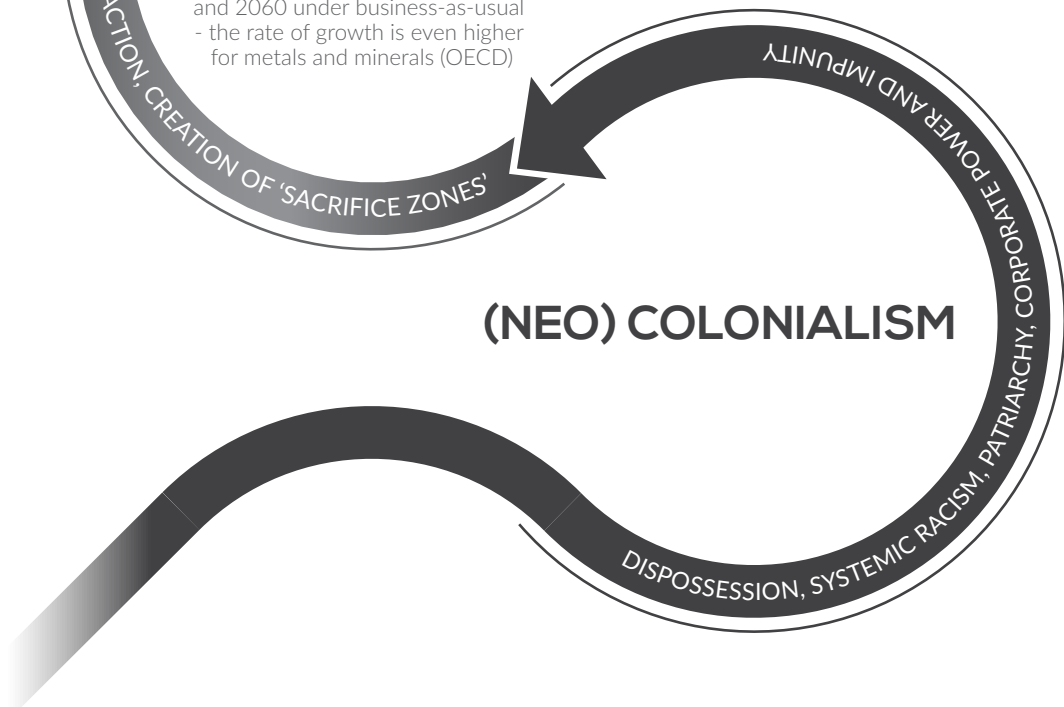 and 2060 under business-as-usual
- the rate of growth is even higher
for metals and minerals (OECD)
CREATION OF ‘SACRIFICE ZONES’
(NEO) COLONIALISM
DISPOSSESSION, SYSTEMIC RACISM, PATRIARCHY, CORPORATE POWER AND IMPUNITY